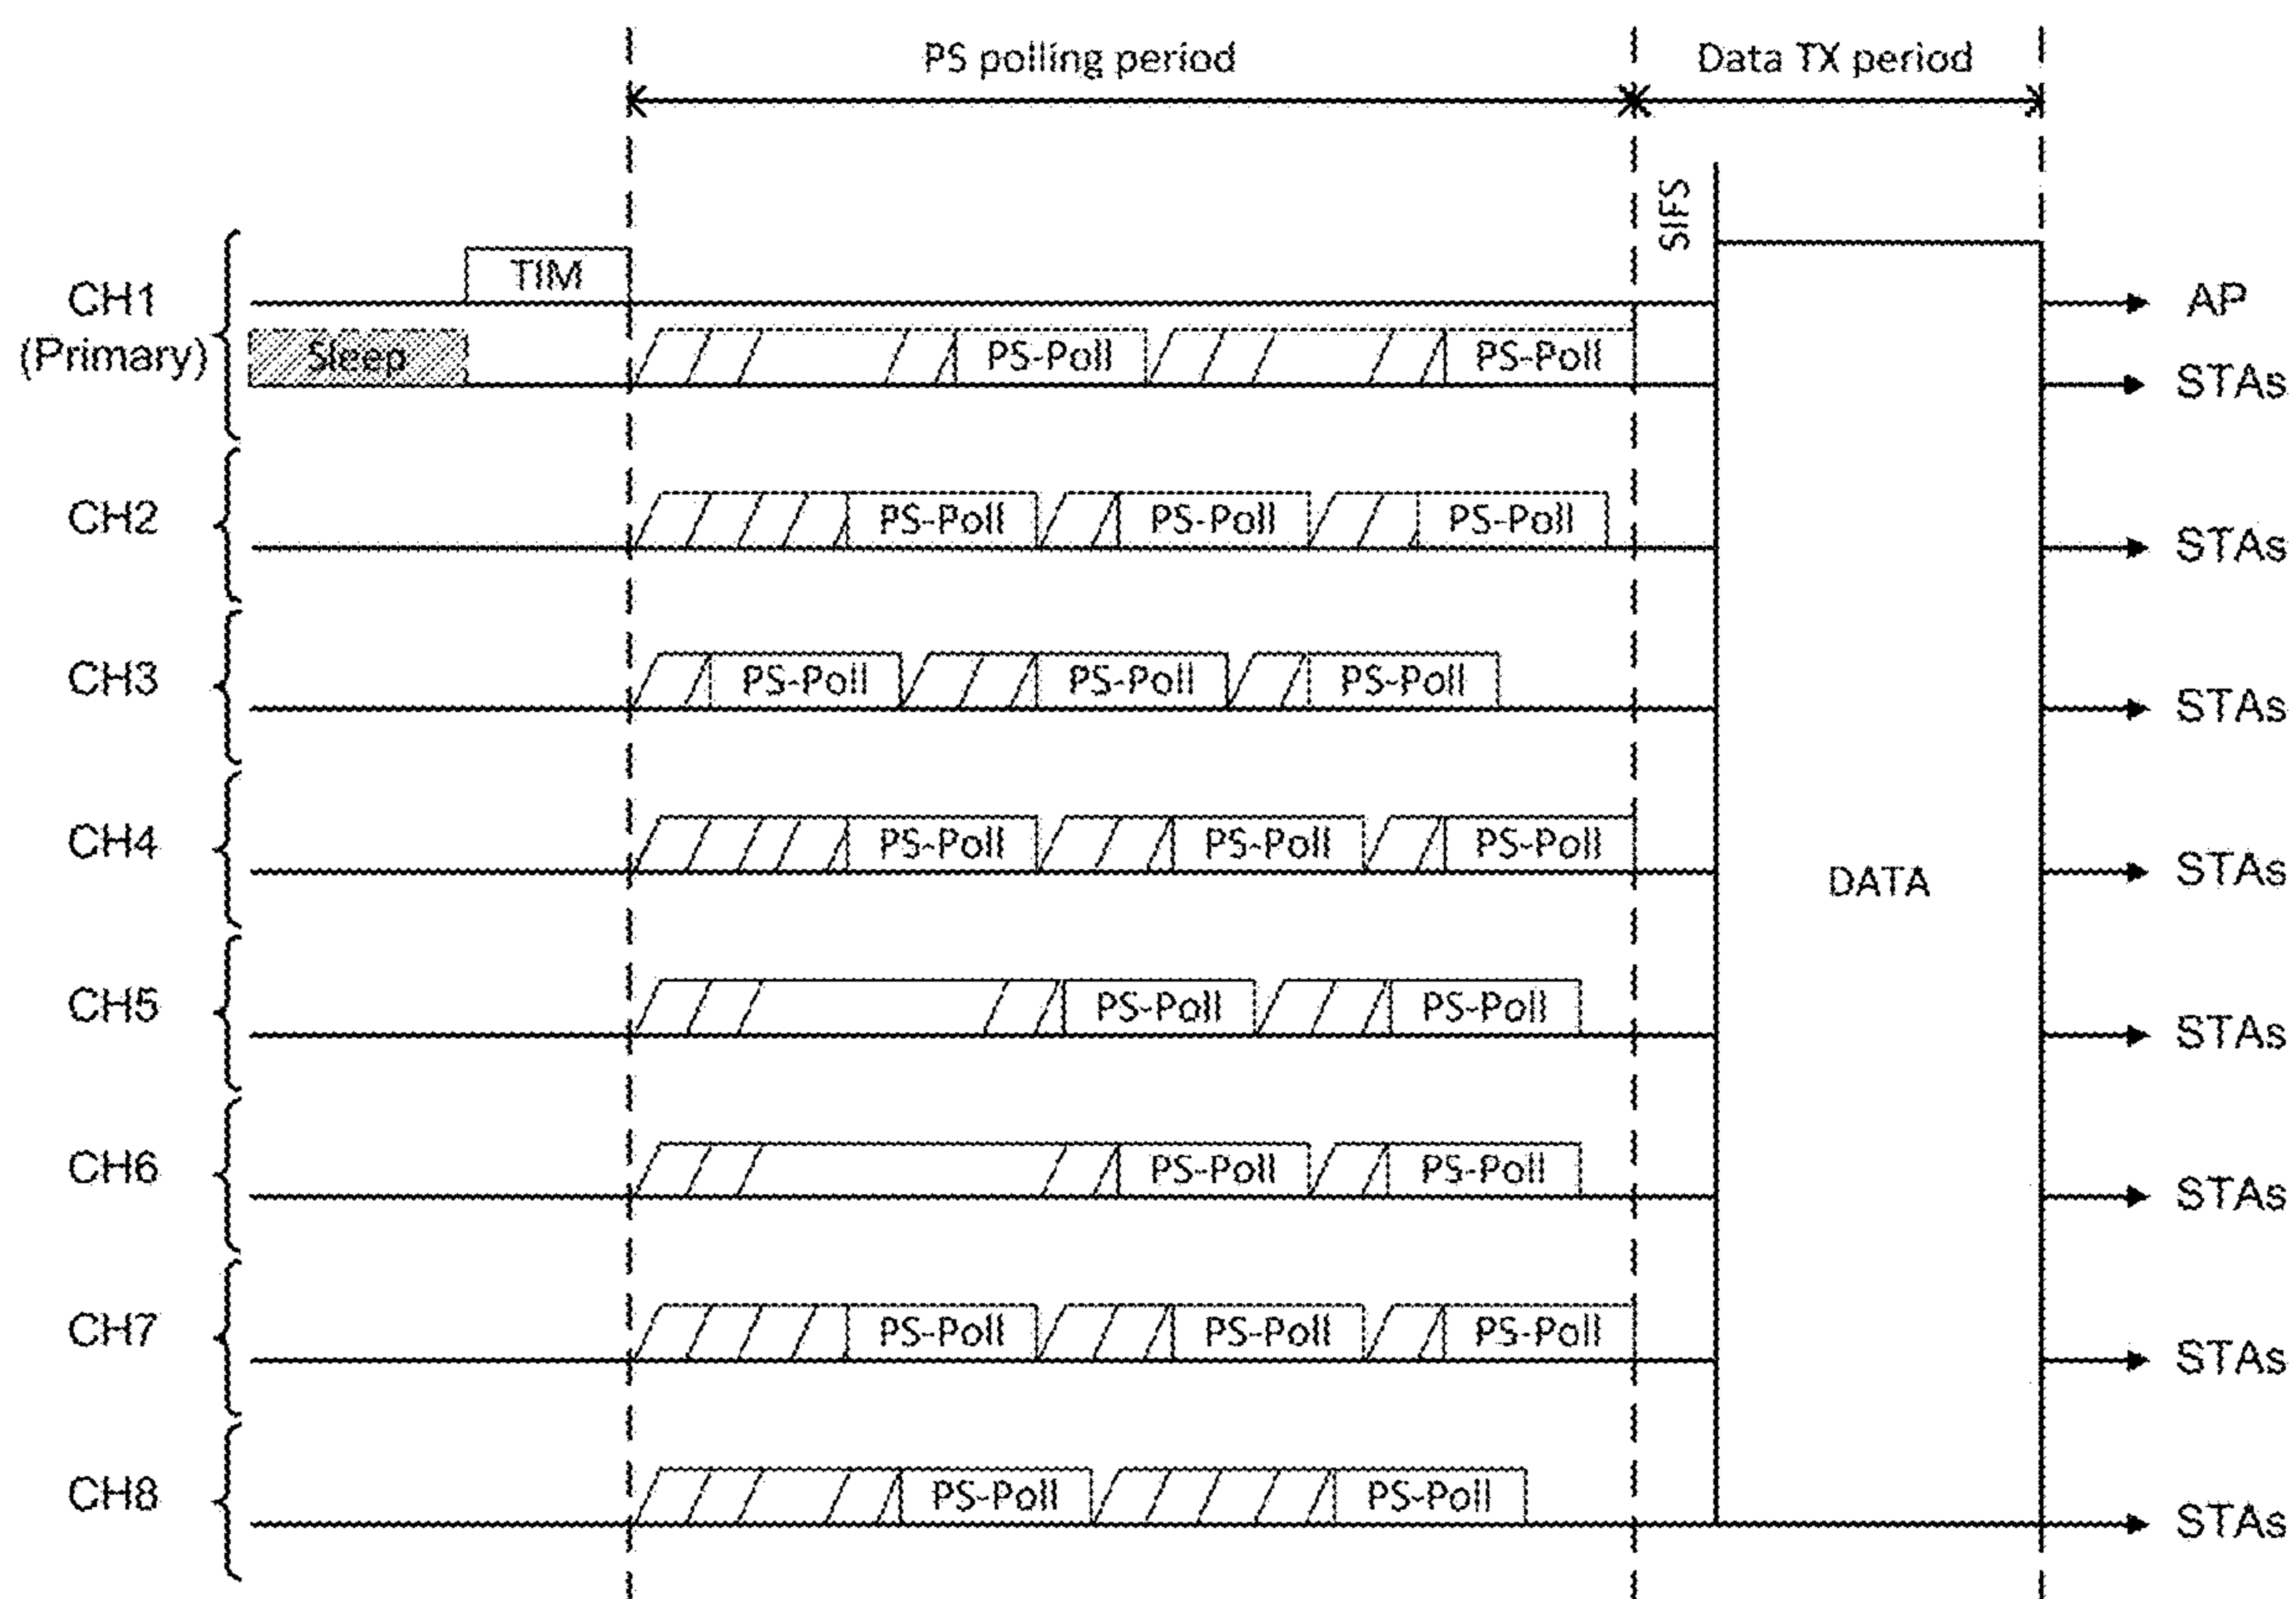 PS polling period
Data TX period
SIFS
CH1
(Primary)
TIM
AP
Sleep
PS-Poll
PS-Poll
STAs
CH2
PS-Poll
PS-Poll
PS-Poll
STAs
CH3
PS-Poll
PS-Poll
PS-Poll
STAs
CH4
PS-Poll
PS-Poll
PS-Poll
STAs
DATA
CH5
PS-Poll
PS-Poll
STAs
CH6
PS-Poll
PS-Poll
STAs
CH7
PS-Poll
PS-Poll
PS-Poll
STAs
CH8
PS-Poll
PS-Poll
STAs